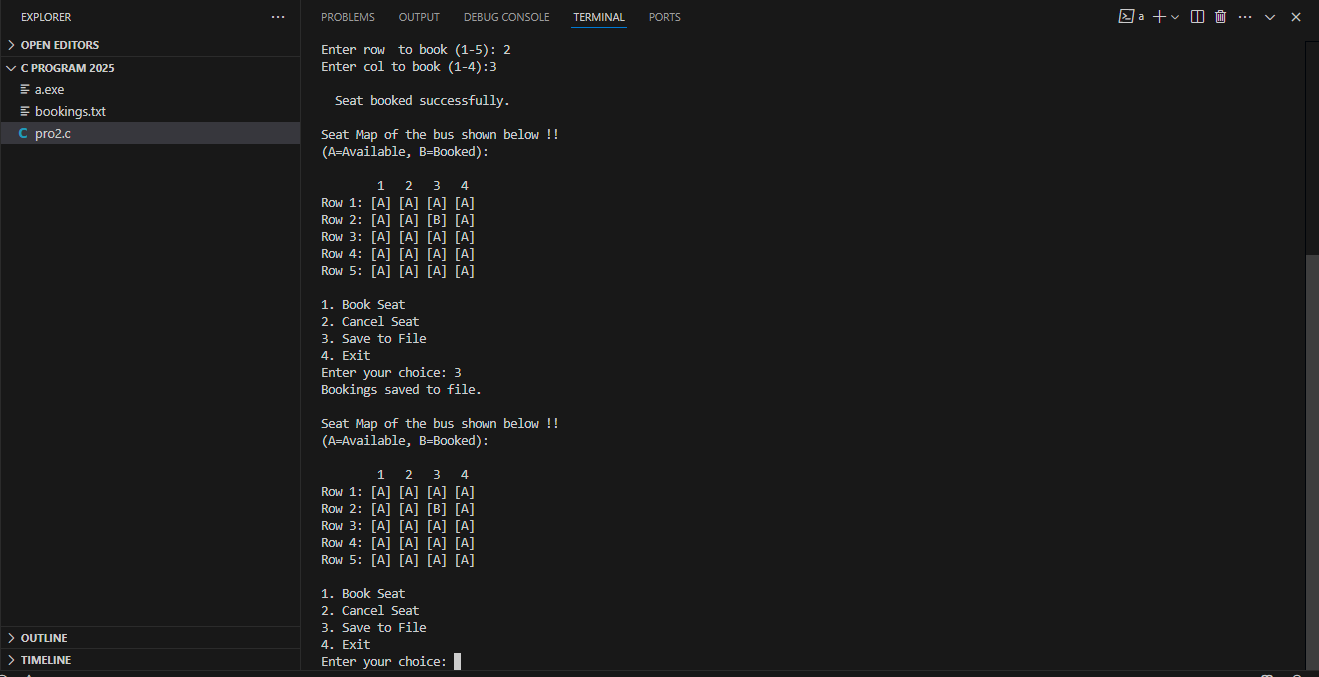 EXPLORER
OPEN EDITORS
C PROGRAM 2025
a.exe
bookings.txt
C pro2.c
OUTLINE
TIMELINE
PROBLEMS OUTPUT DEBUG CONSOLE TERMINAL PORTS
a
Enter row  to book (1-5): 2
Enter col to book (1-4):3
Seat booked successfully.
Seat Map of the bus shown below !!
(A=Available, B=Booked):
1 2 3 4
Row 1: [A] [A] [A] [A]
Row 2: [A] [A] [B] [A]
Row 3: [A] [A] [A] [A]
Row 4: [A] [A] [A] [A]
Row 5: [A] [A] [A] [A]
1. Book Seat
2. Cancel Seat
3. Save to File
4. Exit
Enter your choice: 3
Bookings saved to file.
Seat Map of the bus shown below !!
(A=Available, B=Booked):
1 2 3 4
Row 1: [A] [A] [A] [A]
Row 2: [A] [A] [B] [A]
Row 3: [A] [A] [A] [A]
Row 4: [A] [A] [A] [A]
Row 5: [A] [A] [A] [A]
1. Book Seat
2. Cancel Seat
3. Save to File
4. Exit
Enter your choice: